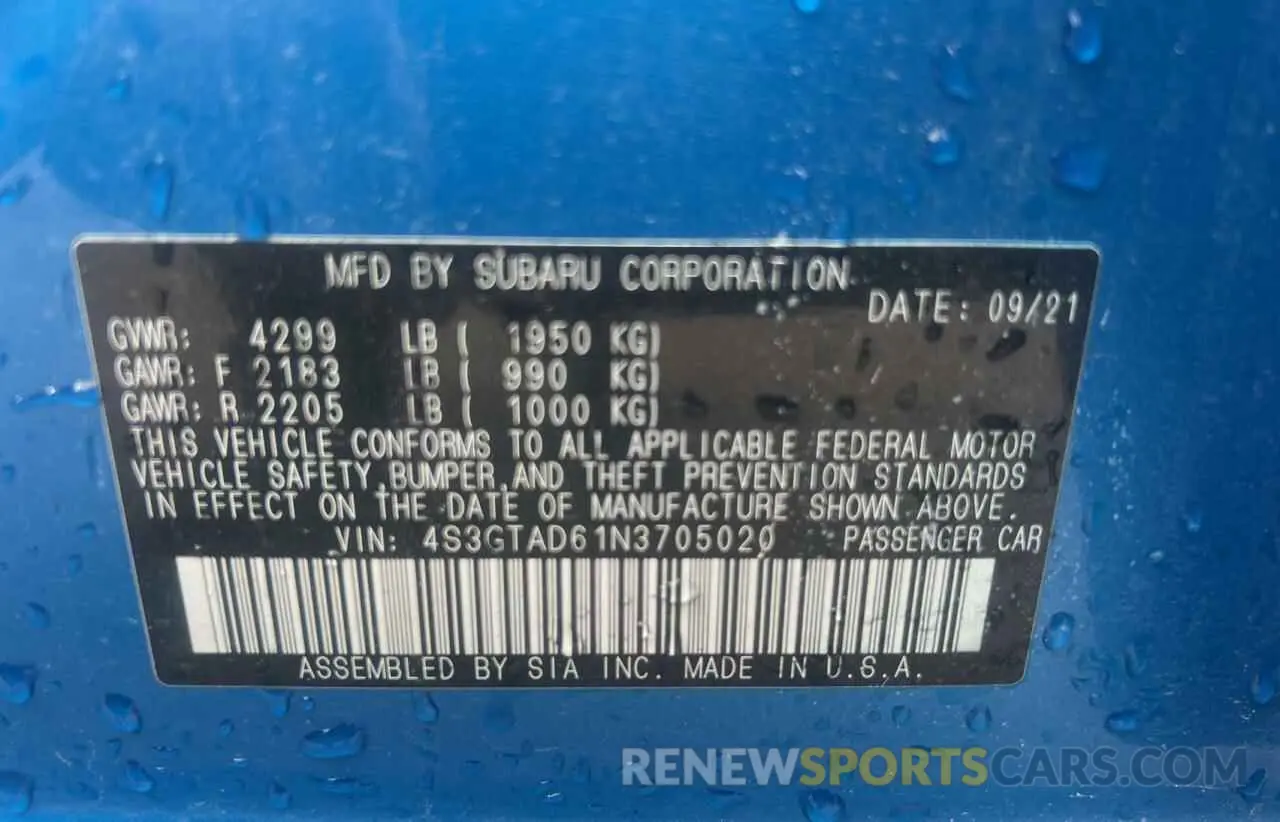 MFD BY SUBARU CORPORATION
DATE: 09/21
GVWR: 4299 LB ( 1950 KG)
GAWR: F 2183 LB ( 990 KG)
GAWR: R 2205 LB ( 1000 KG)
THIS VEHICLE CONFORMS TO ALL APPLICABLE FEDERAL MOTOR
VEHICLE SAFETY,BUMPER,AND THEFT PREVENTION STANDARDS
IN EFFECT ON THE DATE OF MANUFACTURE SHOWN ABOVE.
VIN: 4S3GTAD61N3705020 PASSENGER CAR
ASSEMBLED BY SIA INC. MADE IN U.S.A.
RENEWSPORTSCARS.COM